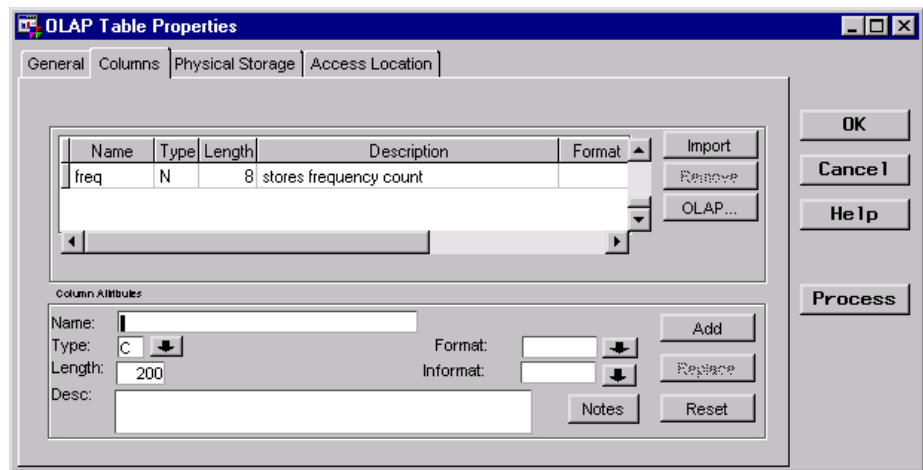 OLAP Table Properties
General Columns Physical Storage Access Location
Name Type Length Description Format
freq N 8 stores frequency count
Import
Remove
OLAP...
OK
Cancel
Help
Process
Column Attributes
Name:
Type: C
Length: 200
Desc:
Format:
Informat:
Notes
Add
Replace
Reset